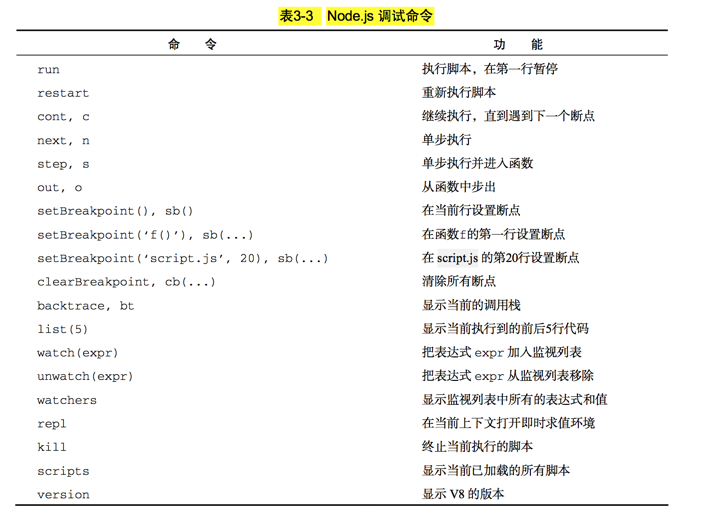 表3-3 Node.js 调试命令
命 令 功 能
run 执行脚本，在第一行暂停
restart 重新执行脚本
cont, c 继续执行，直到遇到下一个断点
next, n 单步执行
step, s 单步执行并进入函数
out, o 从函数中步出
setBreakpoint(), sb() 在当前行设置断点
setBreakpoint(‘f()’), sb(...) 在函数f的第一行设置断点
setBreakpoint(‘script.js’, 20), sb(...) 在 script.js 的第20行设置断点
clearBreakpoint, cb(...) 清除所有断点
backtrace, bt 显示当前的调用栈
list(5) 显示当前执行到的前后5行代码
watch(expr) 把表达式 expr 加入监视列表
unwatch(expr) 把表达式 expr 从监视列表移除
watchers 显示监视列表中所有的表达式和值
repl 在当前上下文打开即时求值环境
kill 终止当前执行的脚本
scripts 显示当前已加载的所有脚本
version 显示 V8 的版本